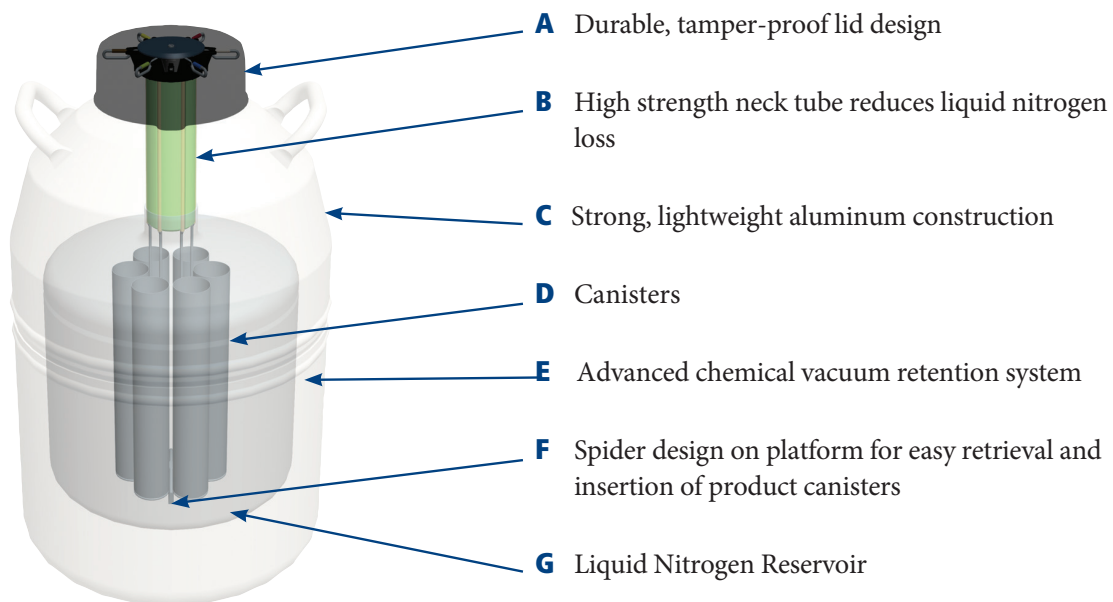 A Durable, tamper-proof lid design
B High strength neck tube reduces liquid nitrogen
loss
C Strong, lightweight aluminum construction
D Canisters
E Advanced chemical vacuum retention system
F Spider design on platform for easy retrieval and
insertion of product canisters
G Liquid Nitrogen Reservoir